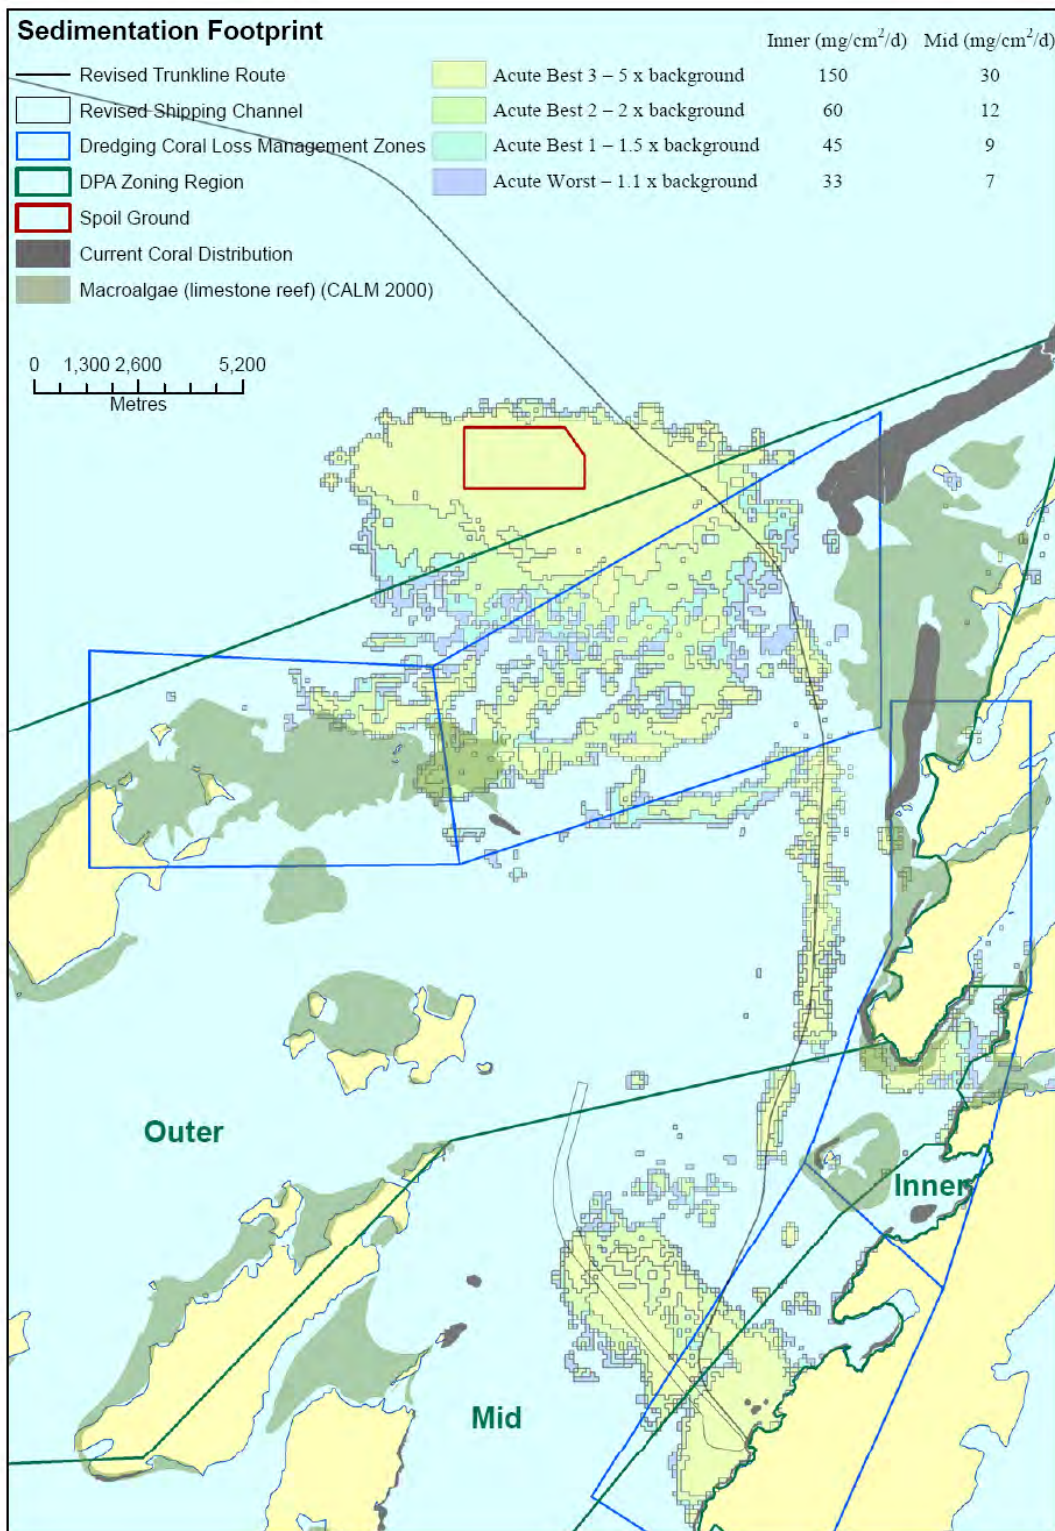 Sedimentation Footprint
Inner (mg/cm²/d) Mid (mg/cm²/d)
Revised Trunkline Route
Acute Best 3 – 5 x background 150 30
Revised Shipping Channel
Acute Best 2 – 2 x background 60 12
Dredging Coral Loss Management Zones
Acute Best 1 – 1.5 x background 45 9
DPA Zoning Region
Acute Worst – 1.1 x background 33 7
Spoil Ground
Current Coral Distribution
Macroalgae (limestone reef) (CALM 2000)
0 1,300 2,600 5,200
Metres
Outer
Inner
Mid